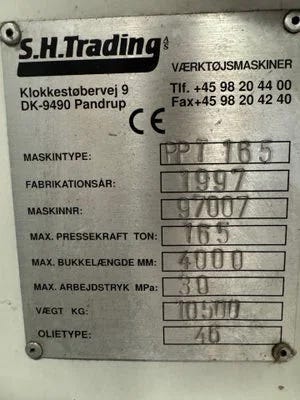 S.H.Trading A/S
VÆRKTØJSMASKINER
Klokkestøbervej 9
DK-9490 Pandrup
Tlf. +45 98 20 44 00
Fax+45 98 20 42 40
CE
MASKINTYPE: PPT 165
FABRIKATIONSÅR: 1997
MASKINNR: 97007
MAX. PRESSEKRAFT TON: 165
MAX. BUKKELÆNGDE MM: 4000
MAX. ARBEJDSTRYK MPa: 30
VÆGT KG: 10500
OLIETYPE: 46